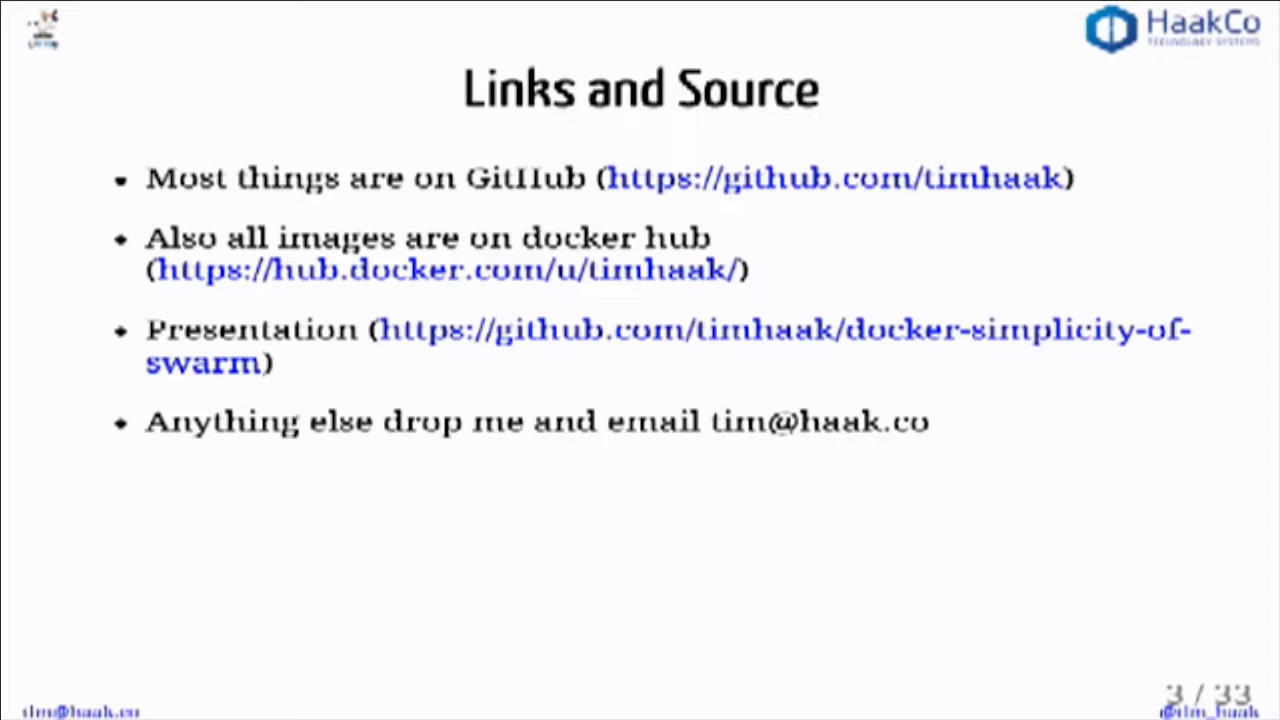 HaakCo
TECHNOLOGY SYSTEMS
Links and Source
• Most things are on GitHub (https://github.com/timhaak)
• Also all images are on docker hub
(https://hub.docker.com/u/timhaak/)
• Presentation (https://github.com/timhaak/docker-simplicity-of-
swarm)
• Anything else drop me and email tim@haak.co
3 / 33
tim@haak.co
@tim_haak